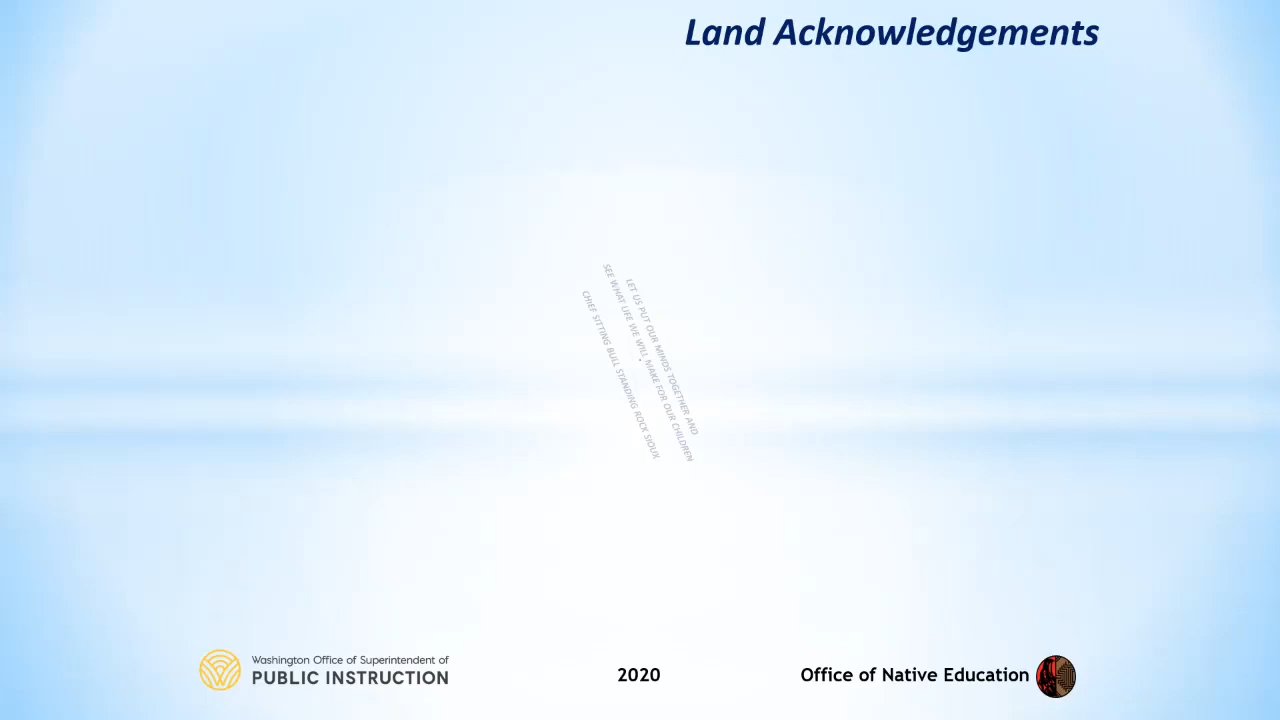 Land Acknowledgements
LET US PUT OUR MINDS TOGETHER AND
SEE WHAT LIFE WE WILL MAKE FOR OUR CHILDREN
CHIEF SITTING BULL STANDING ROCK SIOUX
Washington Office of Superintendent of
PUBLIC INSTRUCTION
2020
Office of Native Education